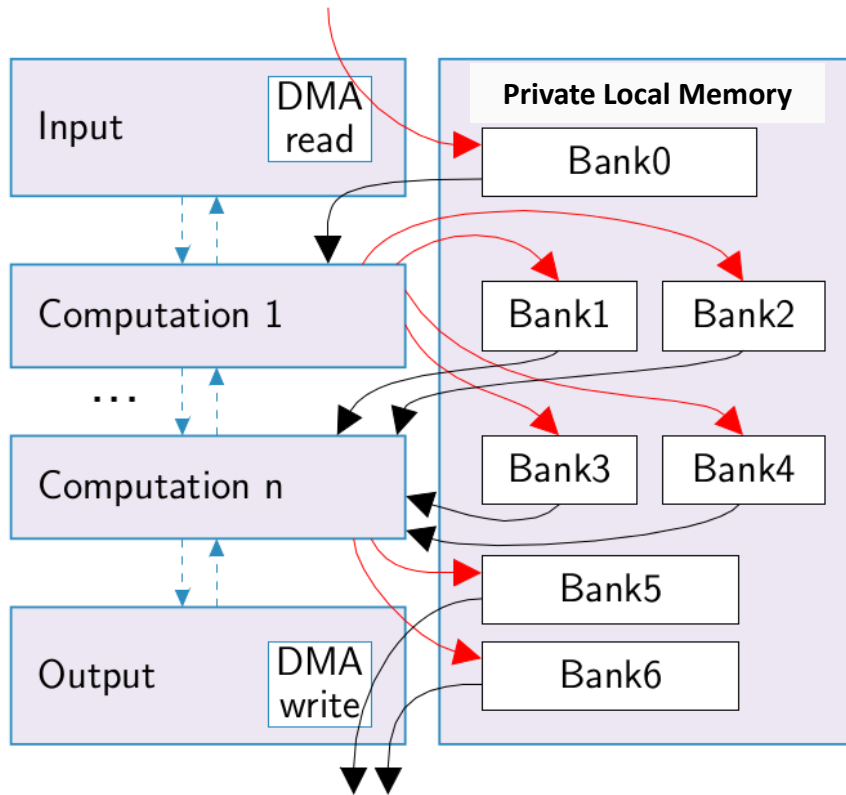 Input
DMA
read
Private Local Memory
Bank0
Computation 1
Bank1
Bank2
...
Computation n
Bank3
Bank4
Bank5
Output
DMA
write
Bank6